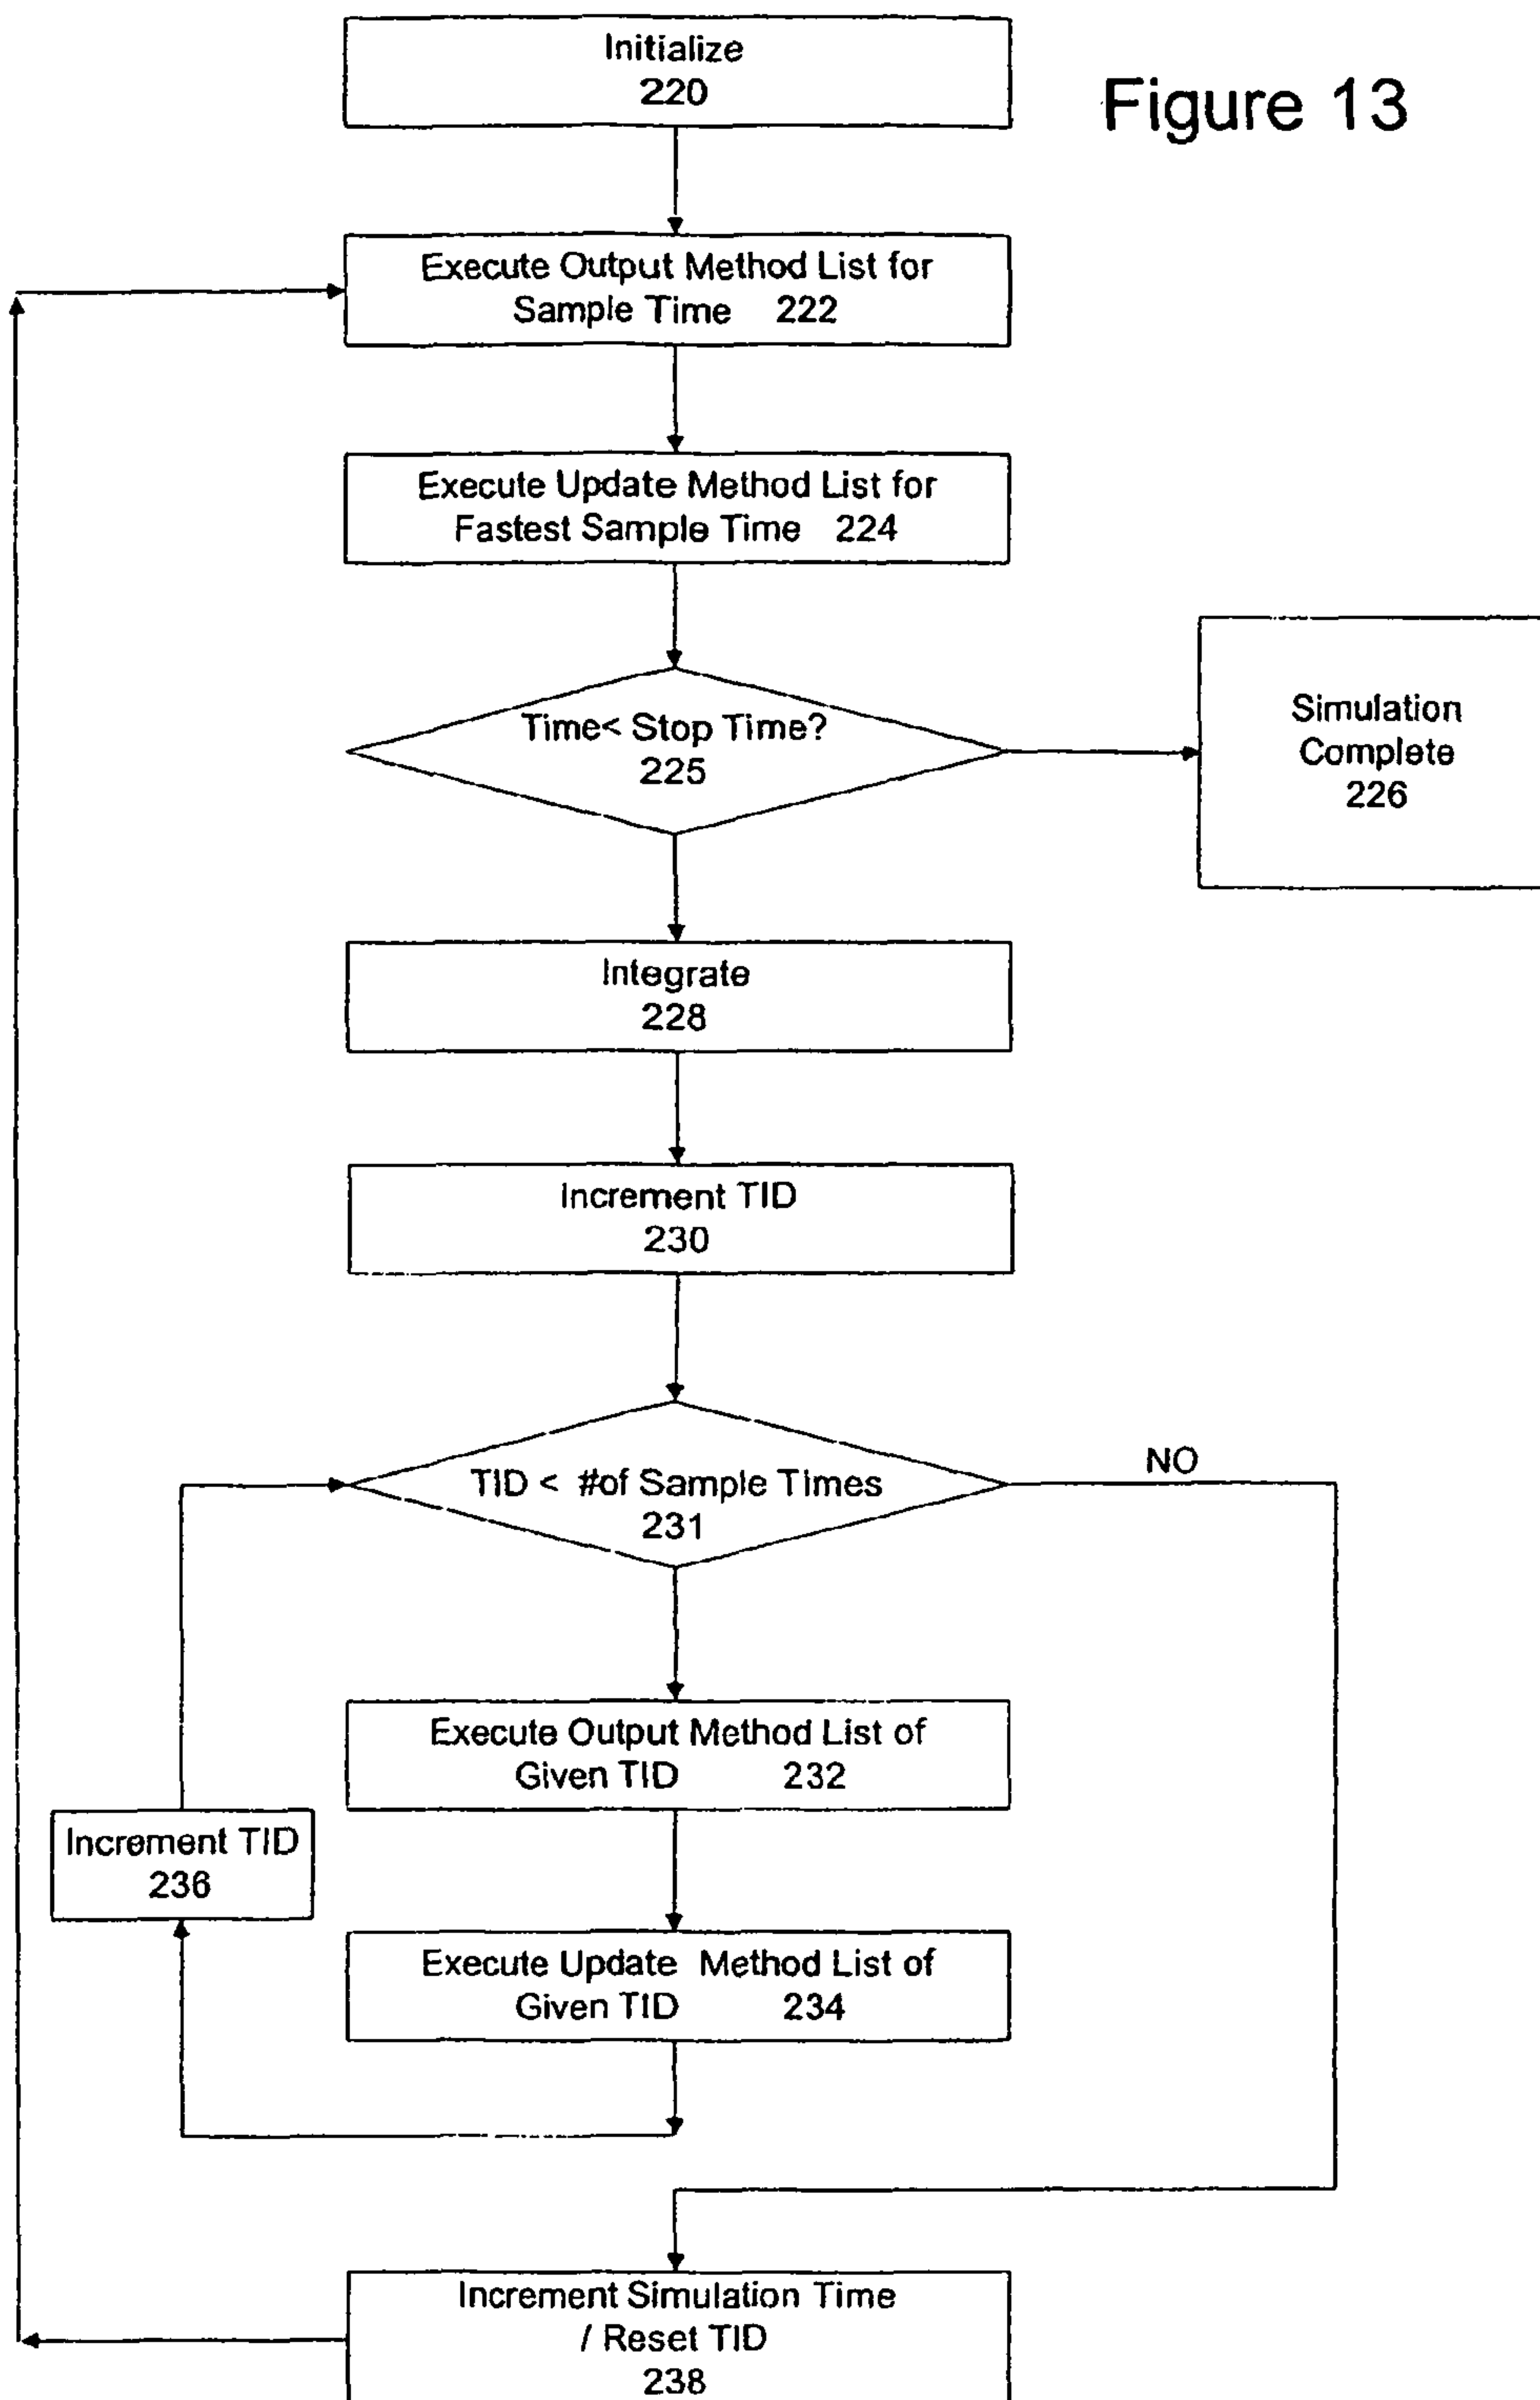 Figure 13
Initialize
220
Execute Output Method List for
Sample Time 222
Execute Update Method List for
Fastest Sample Time 224
Time< Stop Time?
225
Simulation
Complete
226
Integrate
228
Increment TID
230
TID < #of Sample Times
231
NO
Execute Output Method List of
Given TID 232
Increment TID
236
Execute Update Method List of
Given TID 234
Increment Simulation Time
/ Reset TID
238